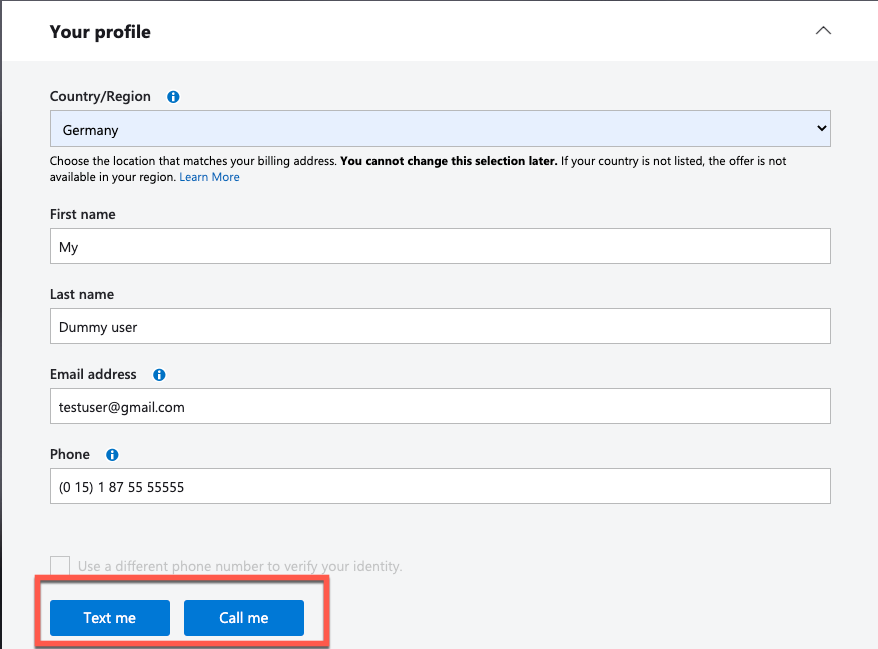 Your profile
Country/Region
Germany
Choose the location that matches your billing address. You cannot change this selection later. If your country is not listed, the offer is not
available in your region. Learn More
First name
My
Last name
Dummy user
Email address
testuser@gmail.com
Phone
(0 15) 1 87 55 55555
Use a different phone number to verify your identity.
Text me
Call me